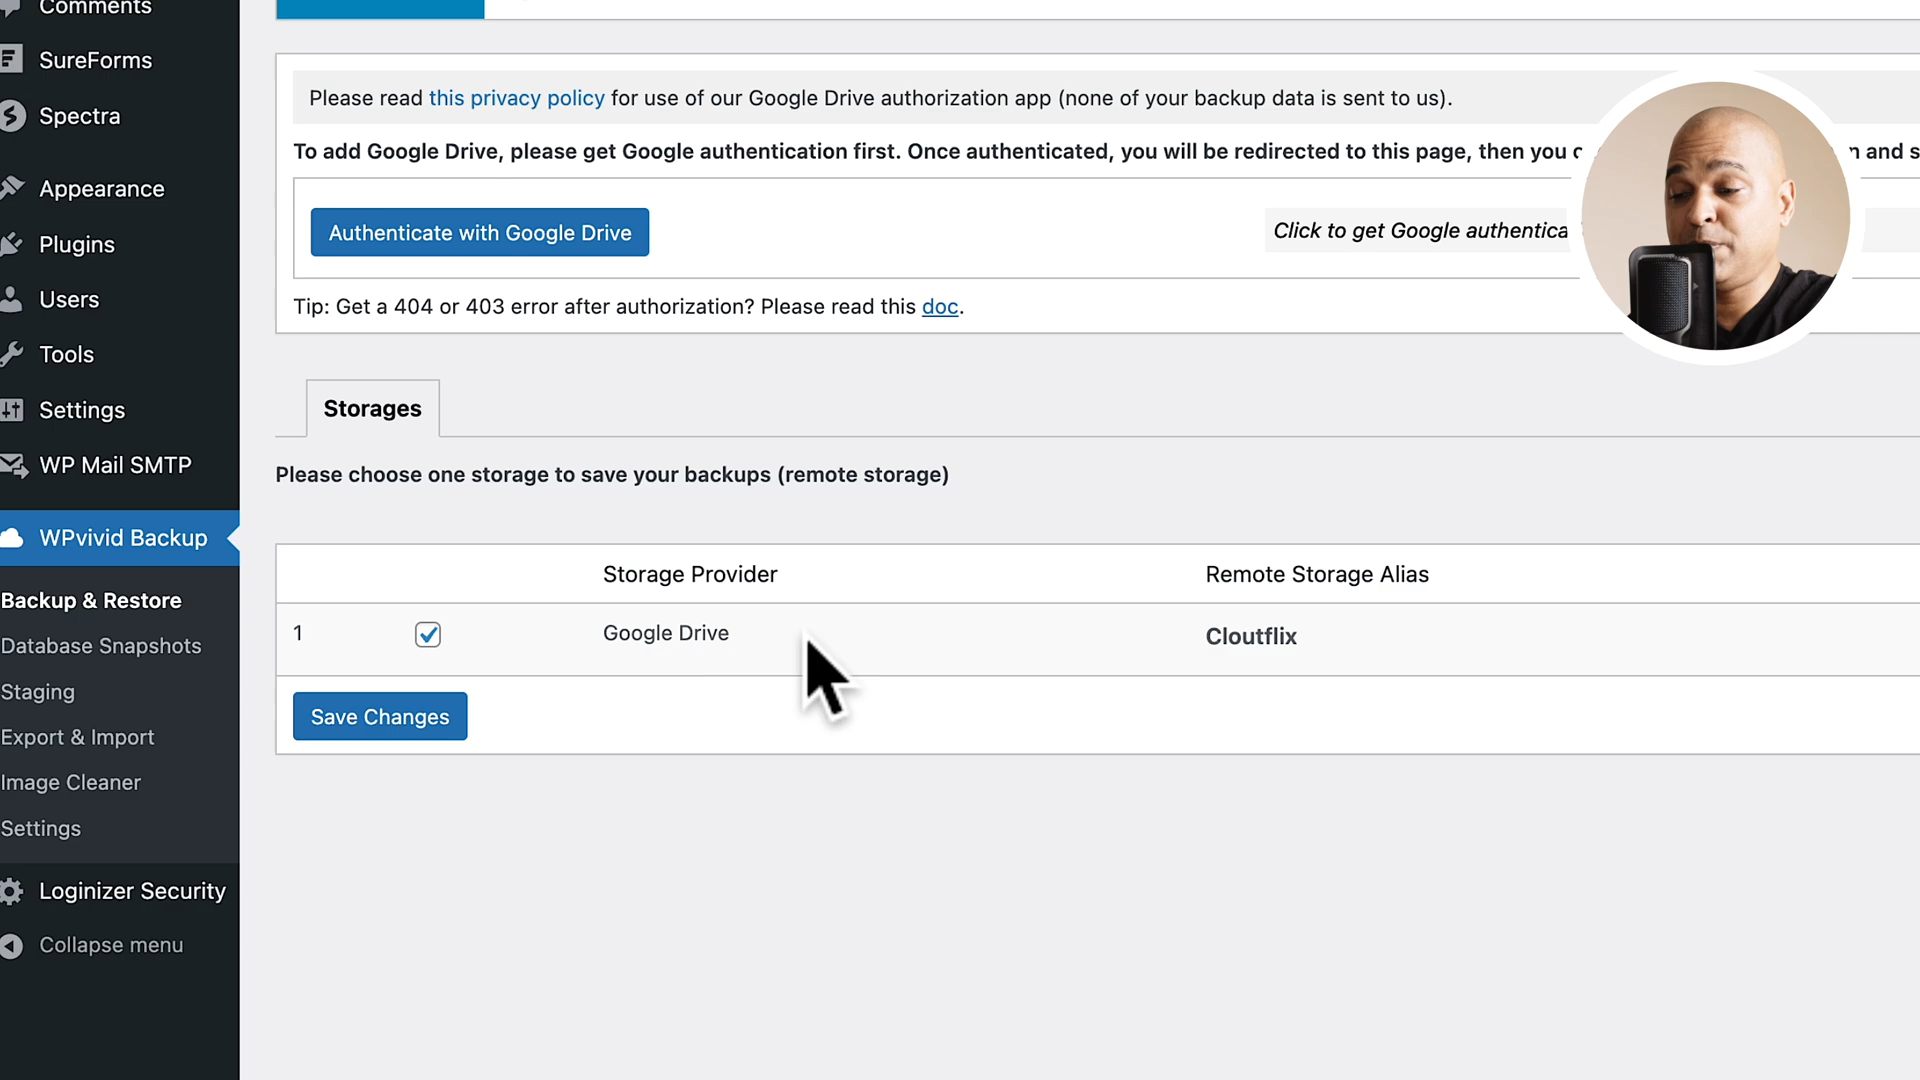 Comments
SureForms
Spectra
Appearance
Plugins
Users
Tools
Settings
WP Mail SMTP
WPvivid Backup
Backup & Restore
Database Snapshots
Staging
Export & Import
Image Cleaner
Settings
Loginizer Security
Collapse menu
Please read this privacy policy for use of our Google Drive authorization app (none of your backup data is sent to us).
To add Google Drive, please get Google authentication first. Once authenticated, you will be redirected to this page, then you and
Authenticate with Google Drive
Click to get Google
Tip: Get a 404 or 403 error after authorization? Please read this doc.
Storages
Please choose one storage to save your backups (remote storage)
Storage Provider Remote Storage Alias
1 Google Drive Cloutflix
Save Changes